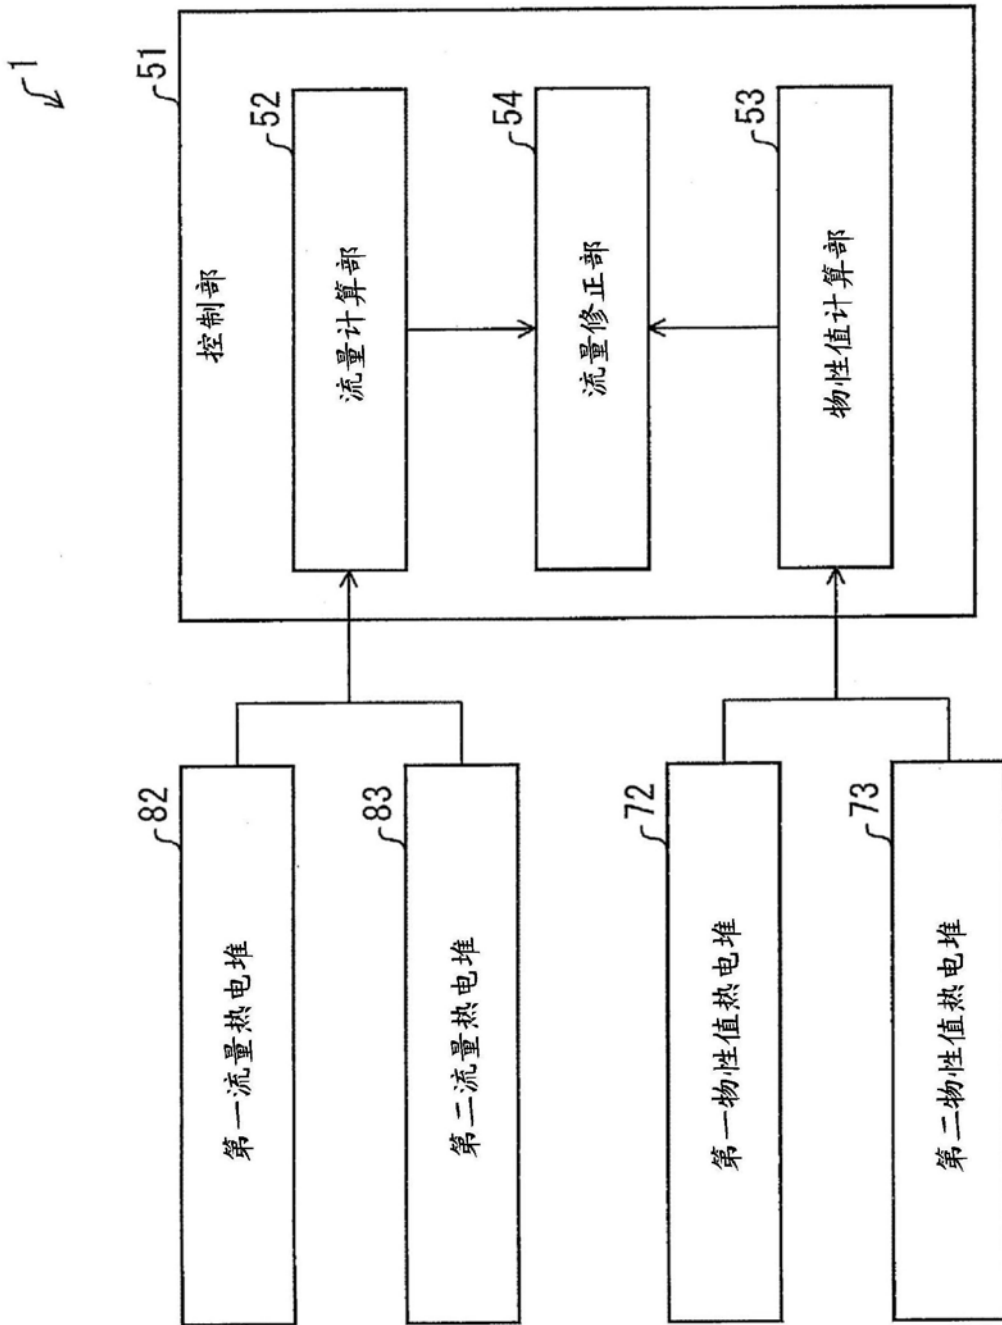 1
51
控制部
52
流量计算部
54
流量修正部
53
物性值计算部
82
第一流量热电堆
83
第二流量热电堆
72
第一物性值热电堆
73
第二物性值热电堆